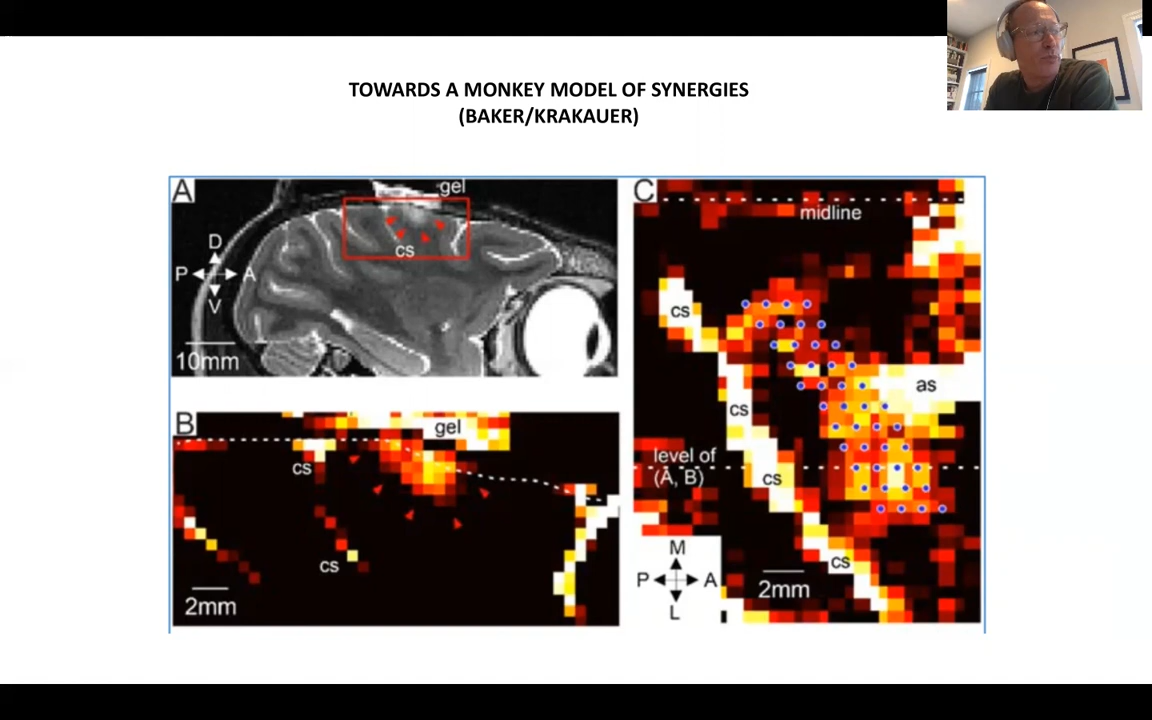 TOWARDS A MONKEY MODEL OF SYNERGIES
(BAKER/KRAKAUER)
A
gel
cs
D
P A
V
10mm
B
gel
cs
cs
2mm
C
midline
cs
as
cs
level of
(A, B)
cs
cs
M
P A
L
2mm